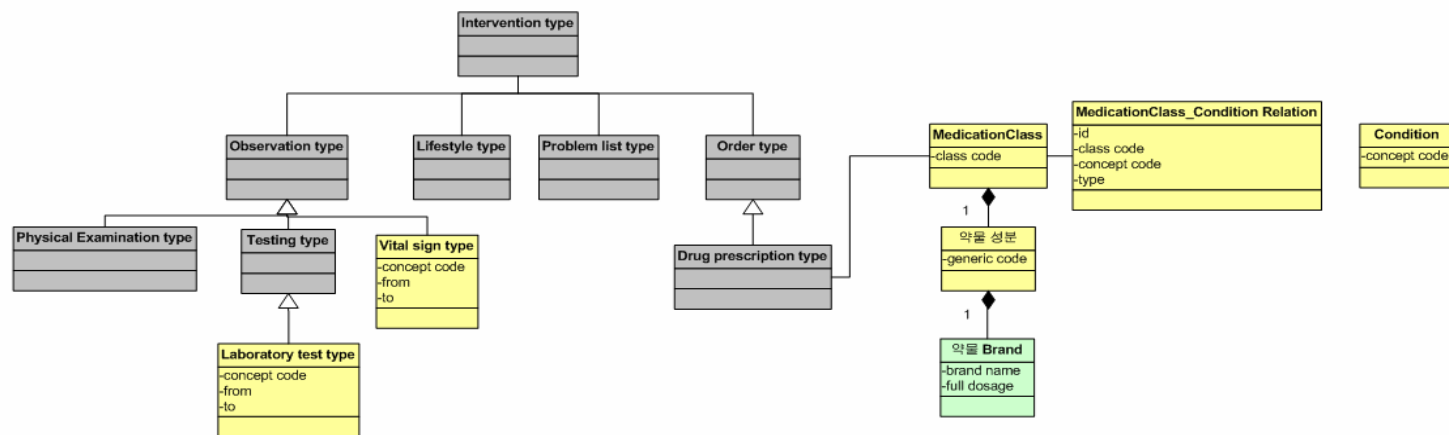 Intervention type
Observation type
Lifestyle type
Problem list type
Order type
MedicationClass
-class code
MedicationClass_Condition Relation
-id
-class code
-concept code
-type
Condition
-concept code
Physical Examination type
Testing type
Vital sign type
-concept code
-from
-to
Drug prescription type
1
약물 성분
-generic code
1
약물 Brand
-brand name
-full dosage
Laboratory test type
-concept code
-from
-to